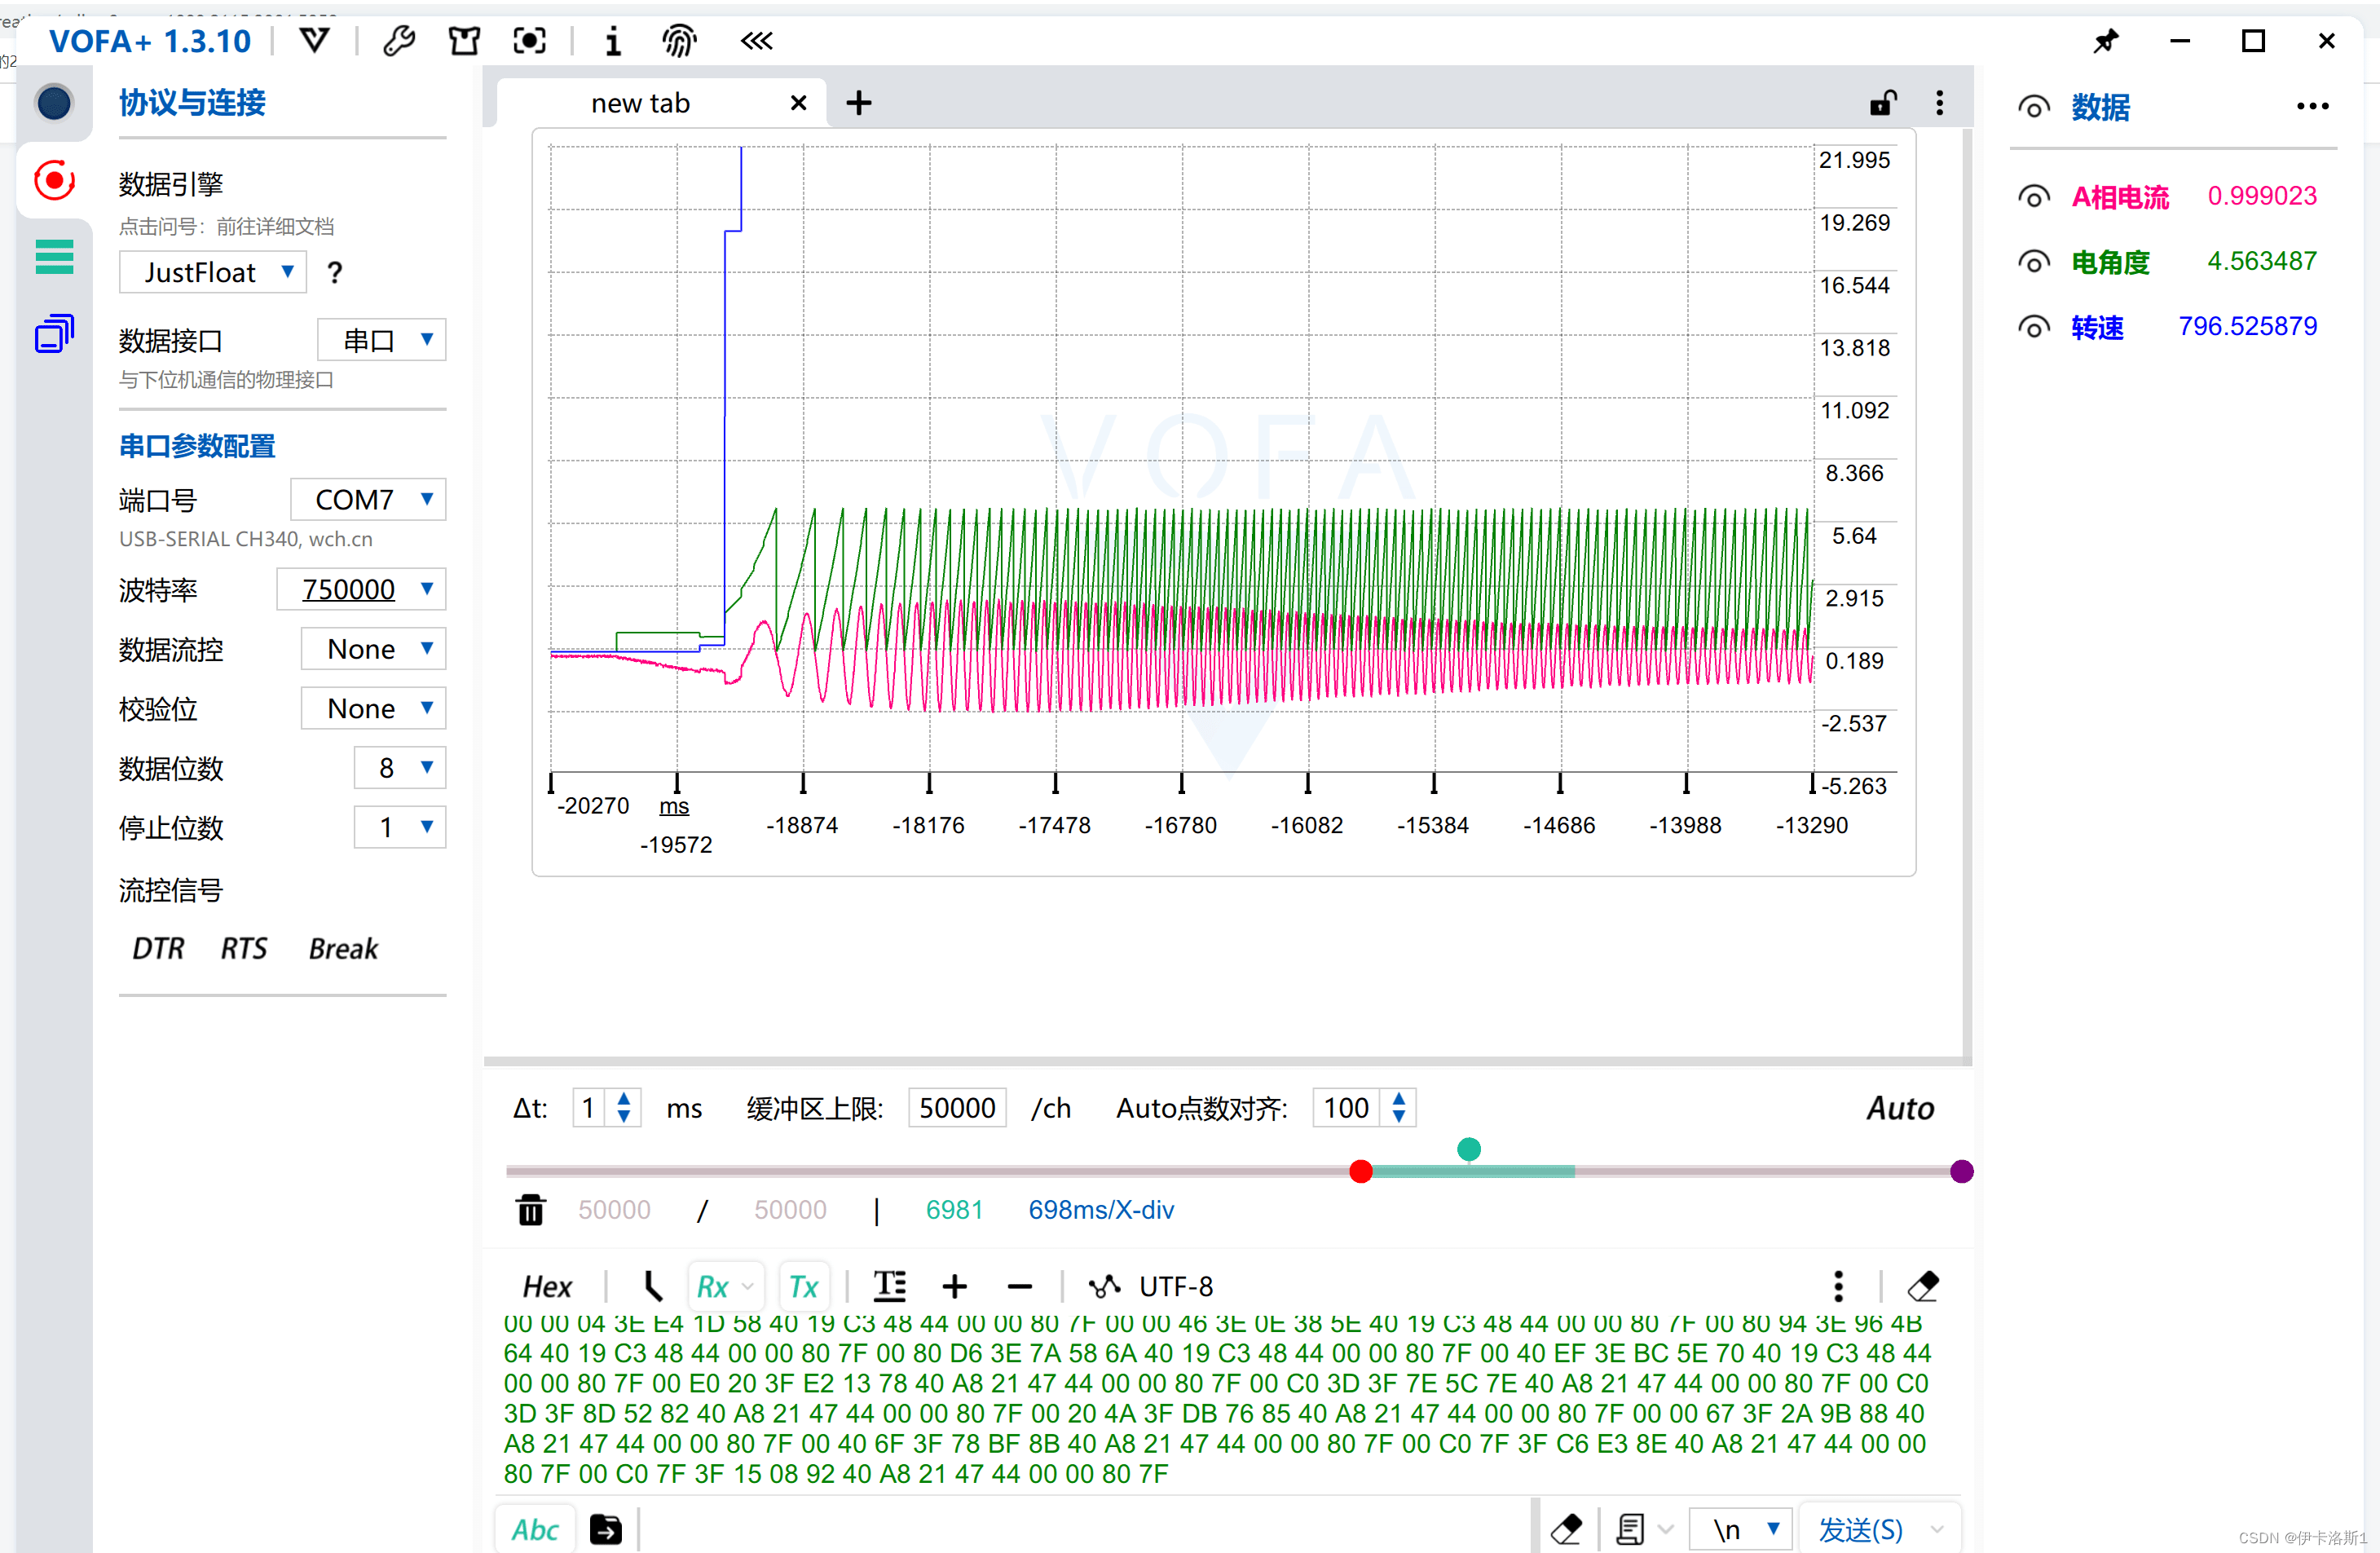 VOFA+ 1.3.10
协议与连接
数据引擎
点击问号：前往详细文档
JustFloat ?
数据接口 串口
与下位机通信的物理接口
串口参数配置
端口号 COM7
USB-SERIAL CH340, wch.cn
波特率 750000
数据流控 None
校验位 None
数据位数 8
停止位数 1
流控信号
DTR RTS Break
new tab
VOFA
21.995
19.269
16.544
13.818
11.092
8.366
5.64
2.915
0.189
-2.537
-5.263
-20270 ms
-19572 -18874 -18176 -17478 -16780 -16082 -15384 -14686 -13988 -13290
数据
A相电流 0.999023
电角度 4.563487
转速 796.525879
Δt: 1 ms 缓冲区上限: 50000 /ch Auto点数对齐: 100 Auto
50000 / 50000 | 6981 698ms/X-div
Hex Rx Tx UTF-8
00 00 04 3E E4 1D 58 40 19 C3 48 44 00 00 80 7F 00 00 46 3E 0E 38 5E 40 19 C3 48 44 00 00 80 7F 00 80 94 3E 96 4B
64 40 19 C3 48 44 00 00 80 7F 00 80 D6 3E 7A 58 6A 40 19 C3 48 44 00 00 80 7F 00 40 EF 3E BC 5E 70 40 19 C3 48 44
00 00 80 7F 00 E0 20 3F E2 13 78 40 A8 21 47 44 00 00 80 7F 00 C0 3D 3F 7E 5C 7E 40 A8 21 47 44 00 00 80 7F 00 C0
3D 3F 8D 52 82 40 A8 21 47 44 00 00 80 7F 00 20 4A 3F DB 76 85 40 A8 21 47 44 00 00 80 7F 00 00 67 3F 2A 9B 88 40
A8 21 47 44 00 00 80 7F 00 40 6F 3F 78 BF 8B 40 A8 21 47 44 00 00 80 7F 00 C0 7F 3F C6 E3 8E 40 A8 21 47 44 00 00
80 7F 00 C0 7F 3F 15 08 92 40 A8 21 47 44 00 00 80 7F
Abc \n 发送(S)
CSDN @伊卡洛斯1